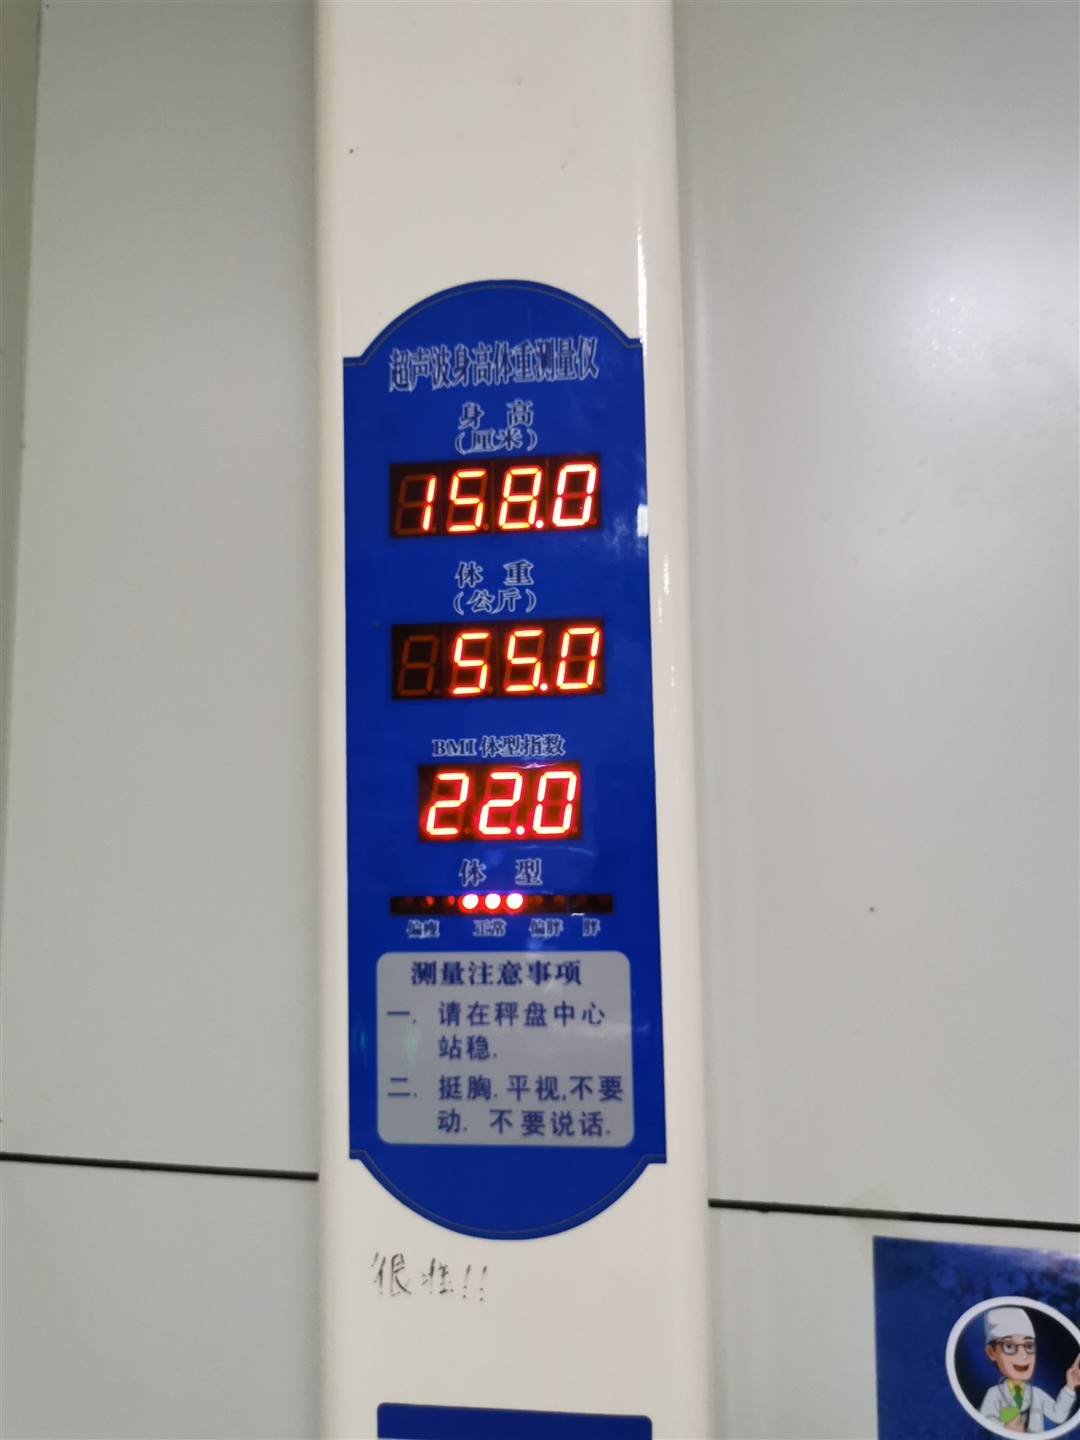 超声波身高体重测量仪
身 高
（厘米）
158.0
体 重
（公斤）
55.0
BMI 体型指数
22.0
体 型
偏瘦 正常 偏胖 胖
测量注意事项
一. 请在秤盘中心
站稳.
二. 挺胸.平视,不要
动. 不要说话.
很准!!